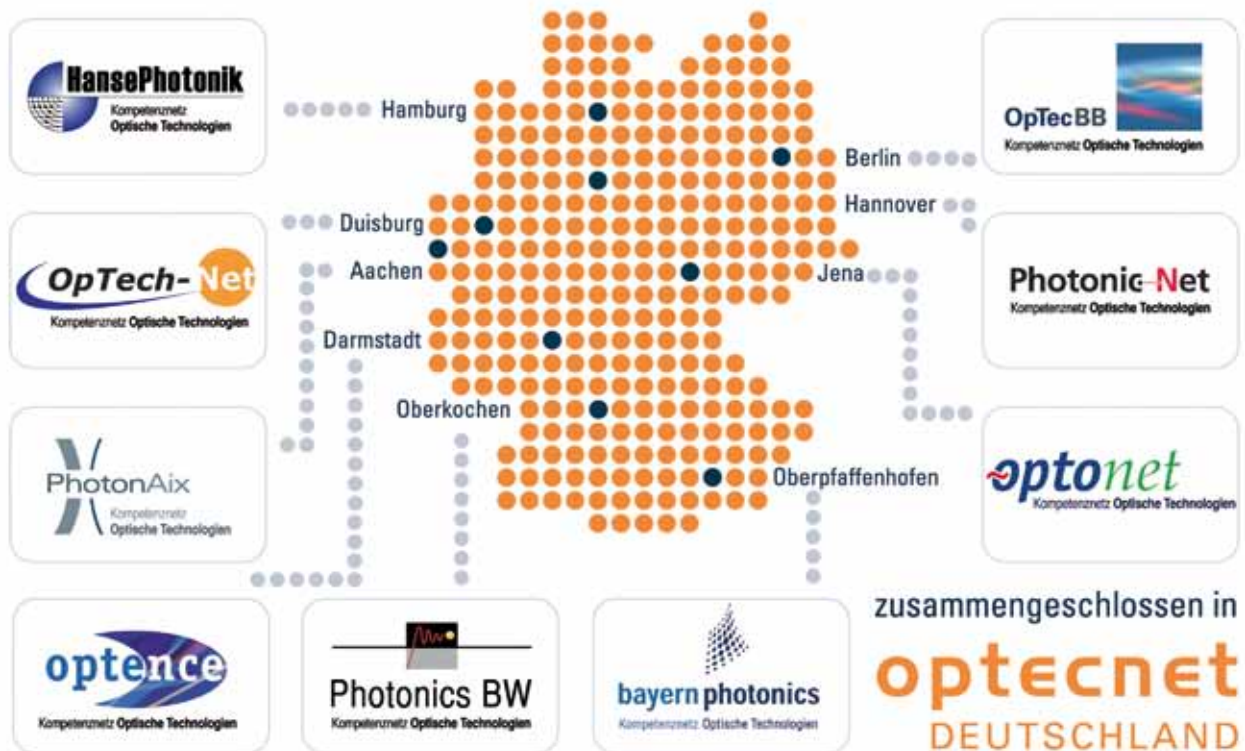 HansePhotonik
Kompetenznetz
Optische Technologien
Hamburg
OpTecBB
Kompetenznetz Optische Technologien
Berlin
Hannover
Duisburg
OpTech-Net
Kompetenznetz Optische Technologien
Aachen
Jena
Photonic Net
Kompetenznetz Optische Technologien
Darmstadt
Oberkochen
PhotonAix
Kompetenznetz
Optische Technologien
Oberpfaffenhofen
optonet
Kompetenznetz Optische Technologien
optence
Kompetenznetz Optische Technologien
Photonics BW
Kompetenznetz Optische Technologien
bayern photonics
Kompetenznetz Optische Technologien
zusammengeschlossen in
optecnet
DEUTSCHLAND